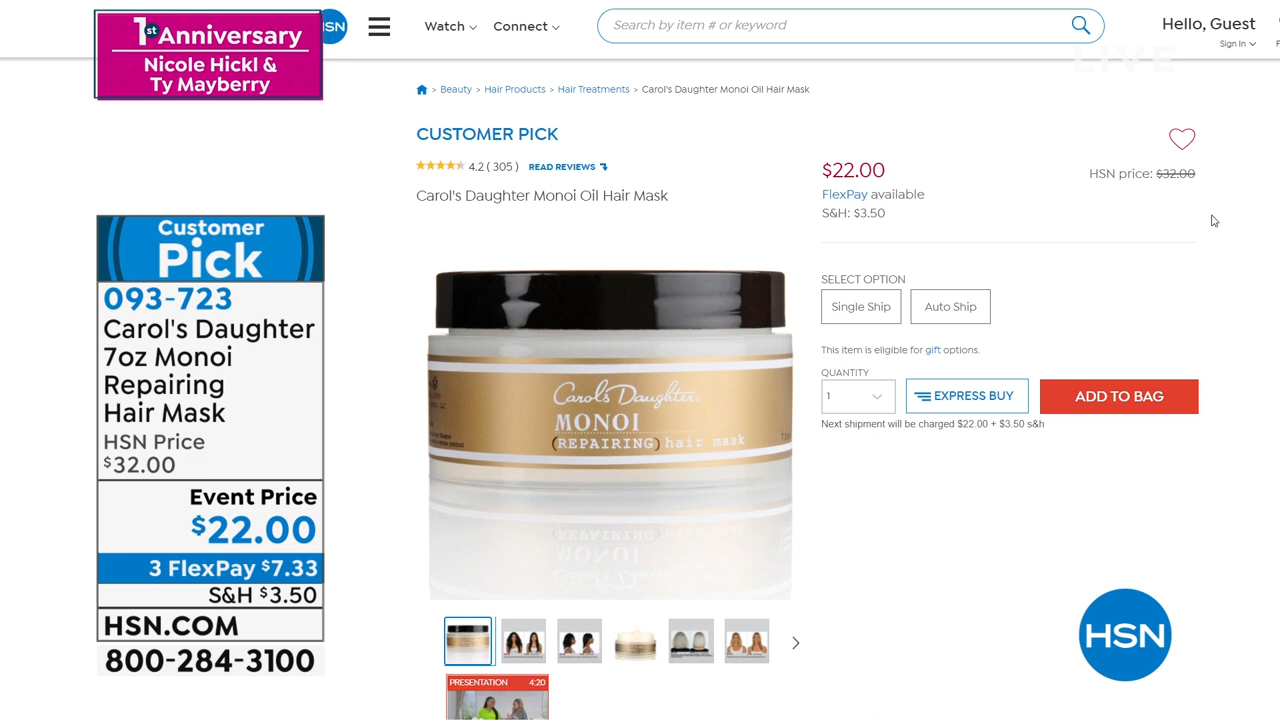 1st Anniversary
Nicole Hickl &
Ty Mayberry
HSN
Watch
Connect
Search by item # or keyword
Hello, Guest
Sign In
LIVE
Beauty > Hair Products > Hair Treatments > Carol's Daughter Monoi Oil Hair Mask
CUSTOMER PICK
4.2 ( 305 ) READ REVIEWS
Carol's Daughter Monoi Oil Hair Mask
$22.00
HSN price: $32.00
FlexPay available
S&H: $3.50
SELECT OPTION
Single Ship
Auto Ship
This item is eligible for gift options.
QUANTITY
1
EXPRESS BUY
ADD TO BAG
Next shipment will be charged $22.00 + $3.50 s&h
Customer
Pick
093-723
Carol's Daughter
7oz Monoi
Repairing
Hair Mask
HSN Price
$32.00
Event Price
$22.00
3 FlexPay $7.33
S&H $3.50
HSN.COM
800-284-3100
Carol's Daughter
MONOI
(REPAIRING) hair mask
PRESENTATION 4:20
HSN